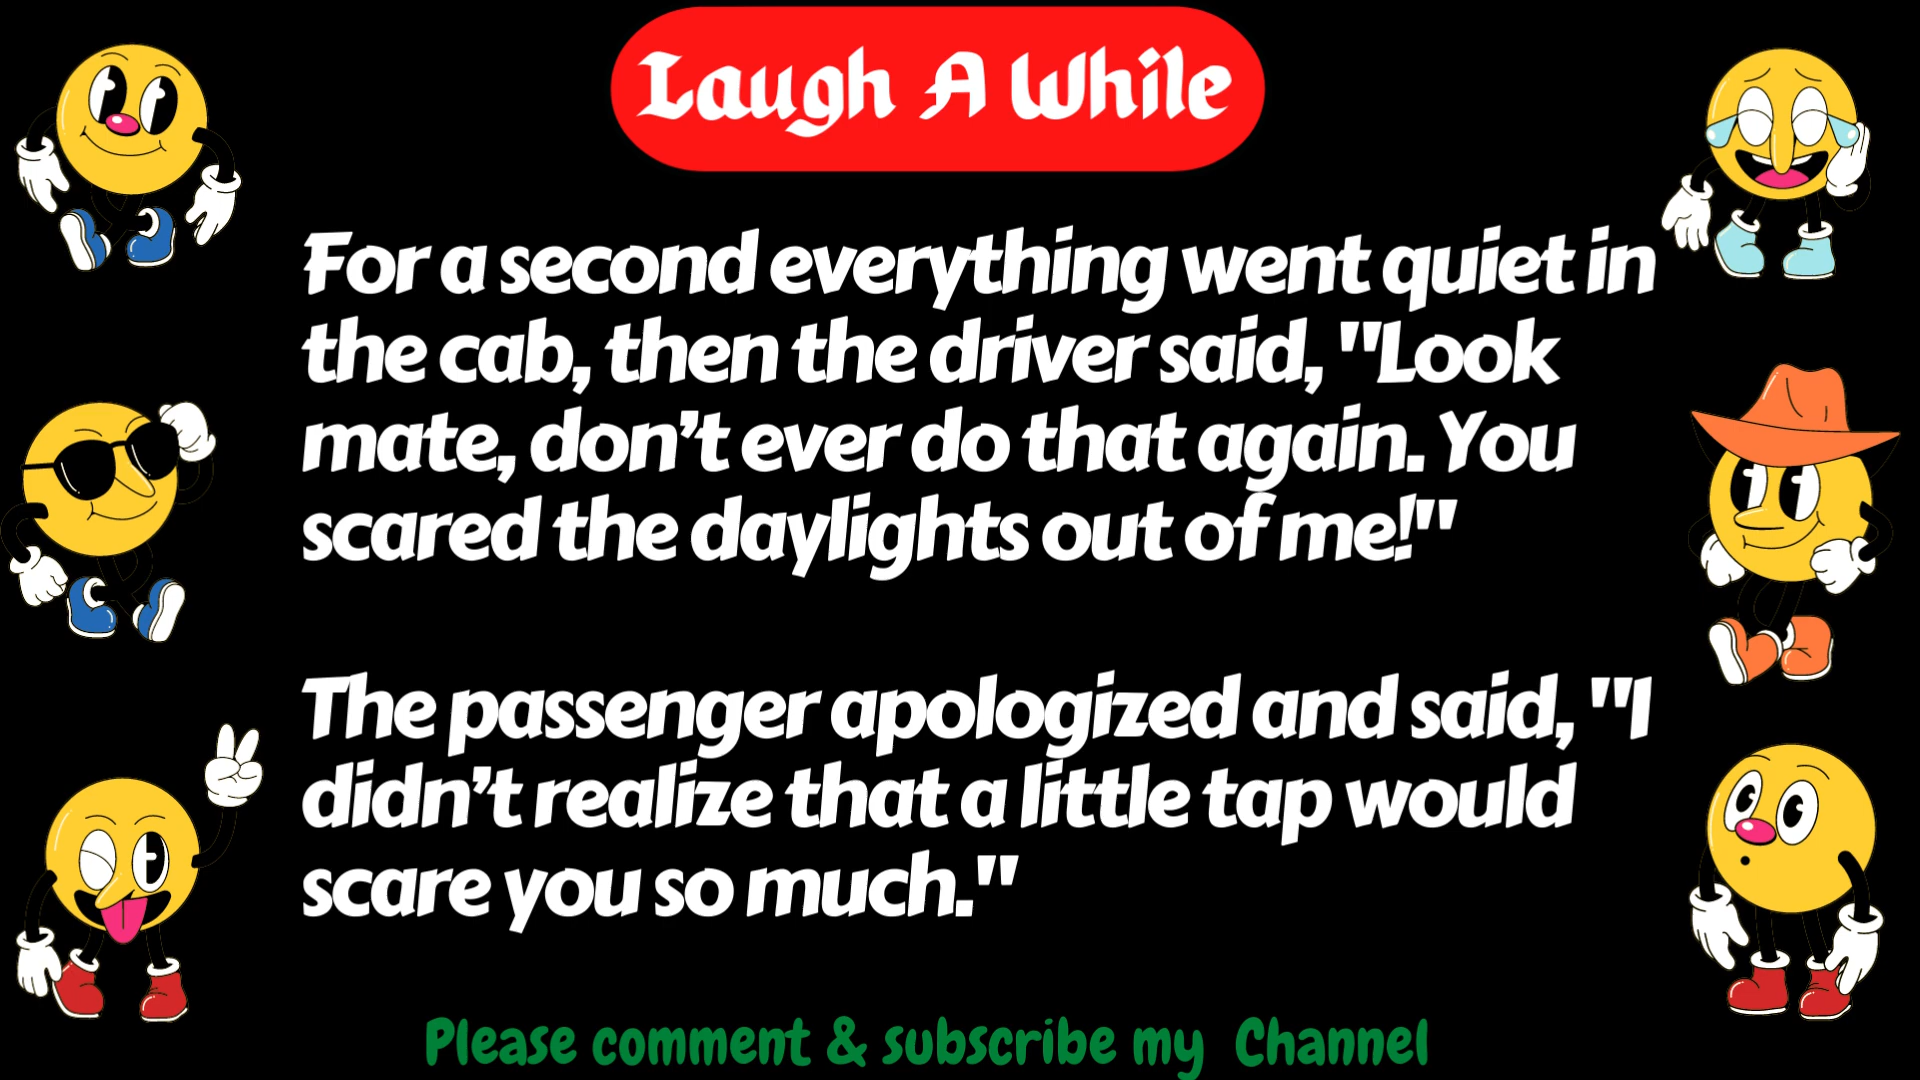 Laugh A While
For a second everything went quiet in
the cab, then the driver said, "Look
mate, don't ever do that again. You
scared the daylights out of me!"
The passenger apologized and said, "I
didn't realize that a little tap would
scare you so much."
Please comment & subscribe my Channel